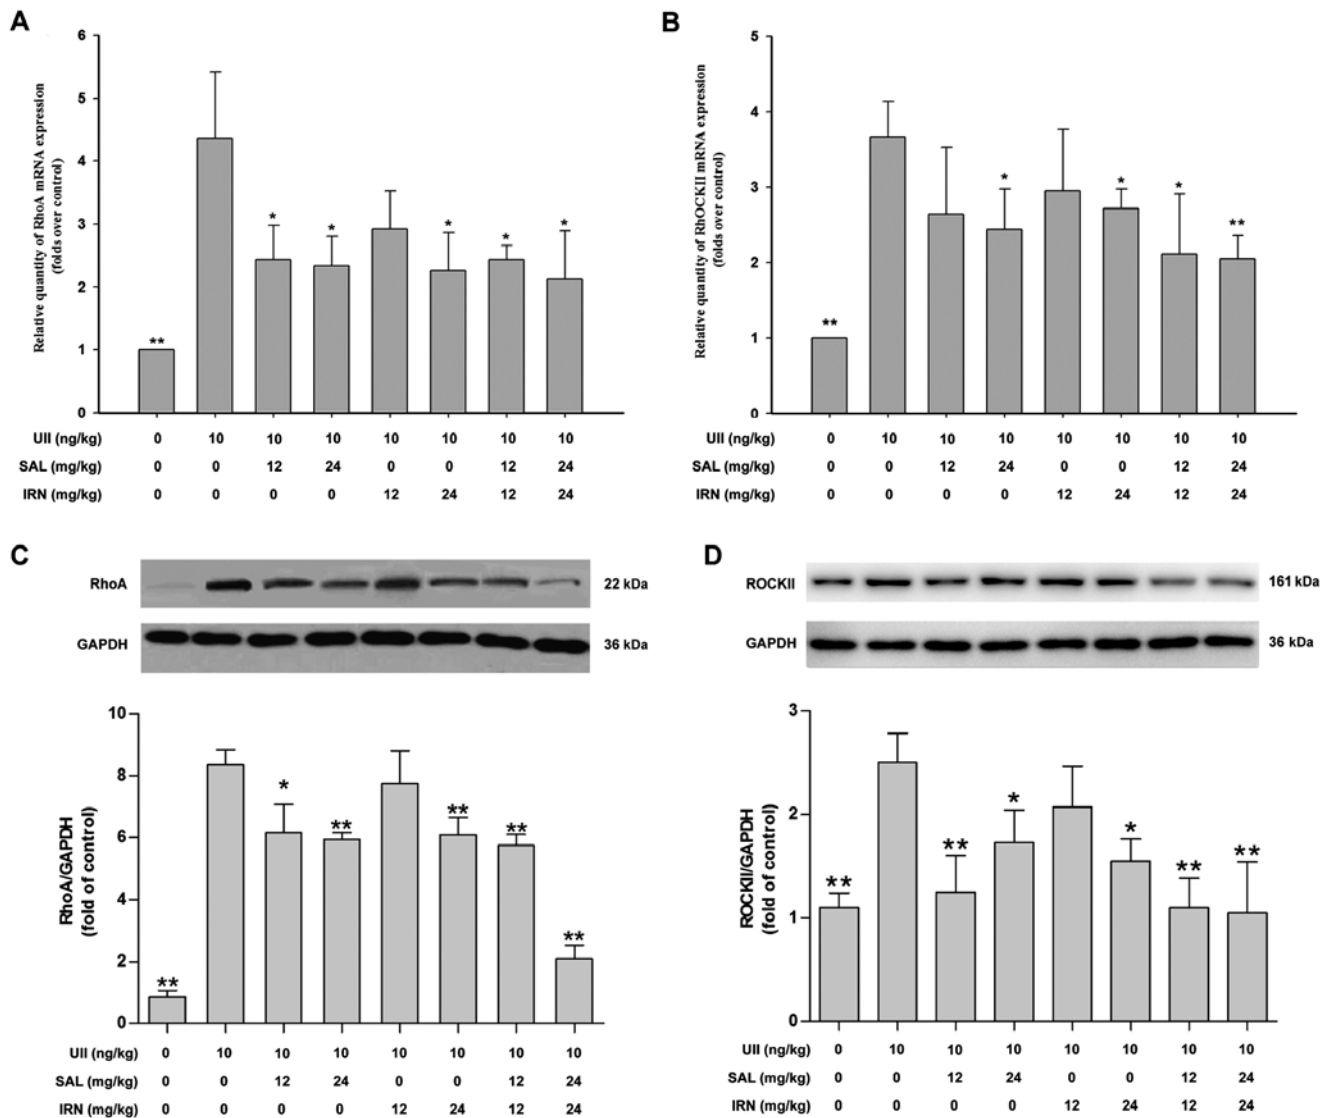 A
Relative quantity of RhoA mRNA expression
(folds over control)
6
5
4
3
2
1
0
** * * * * *
UII (ng/kg) 0 10 10 10 10 10 10 10
SAL (mg/kg) 0 0 12 24 0 0 12 24
IRN (mg/kg) 0 0 0 0 12 24 12 24
B
Relative quantity of RhOCKII mRNA expression
(folds over control)
5
4
3
2
1
0
** * * * **
UII (ng/kg) 0 10 10 10 10 10 10 10
SAL (mg/kg) 0 0 12 24 0 0 12 24
IRN (mg/kg) 0 0 0 0 12 24 12 24
C
RhoA 22 kDa
GAPDH 36 kDa
RhoA/GAPDH
(fold of control)
10
8
6
4
2
0
** * ** ** ** **
UII (ng/kg) 0 10 10 10 10 10 10 10
SAL (mg/kg) 0 0 12 24 0 0 12 24
IRN (mg/kg) 0 0 0 0 12 24 12 24
D
ROCKII 161 kDa
GAPDH 36 kDa
ROCKII/GAPDH
(fold of control)
3
2
1
0
** ** * * ** **
UII (ng/kg) 0 10 10 10 10 10 10 10
SAL (mg/kg) 0 0 12 24 0 0 12 24
IRN (mg/kg) 0 0 0 0 12 24 12 24